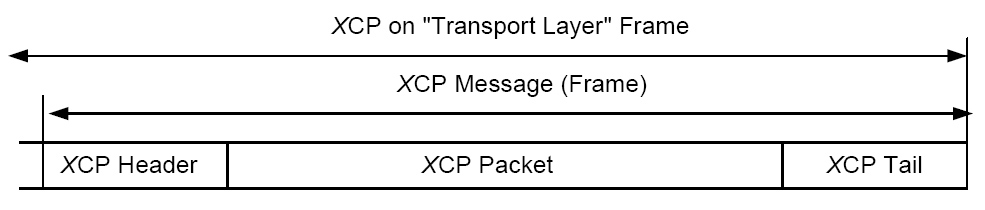 XCP on "Transport Layer" Frame
XCP Message (Frame)
XCP Header XCP Packet XCP Tail